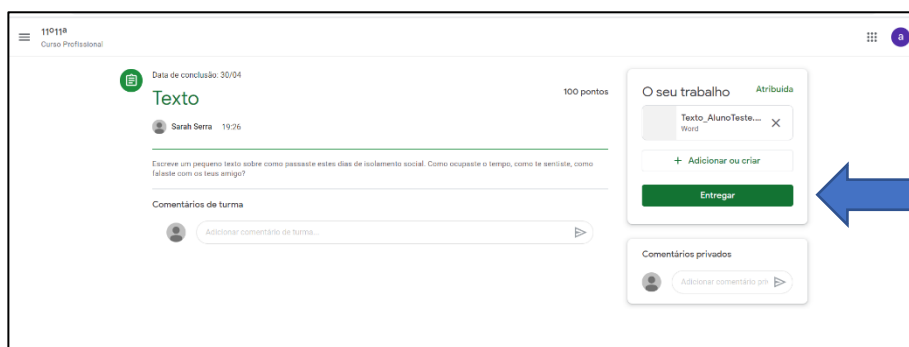 11º11ª
Curso Profissional
a
Data de conclusão: 30/04
Texto
100 pontos
Sarah Serra 19:26
Escreve um pequeno texto sobre como passaste estes dias de isolamento social. Como ocupaste o tempo, como te sentiste, como
falaste com os teus amigo?
Comentários de turma
Adicionar comentário de turma...
O seu trabalho
Atribuída
Texto_AlunoTeste....
Word
+ Adicionar ou criar
Entregar
Comentários privados
Adicionar comentário pri